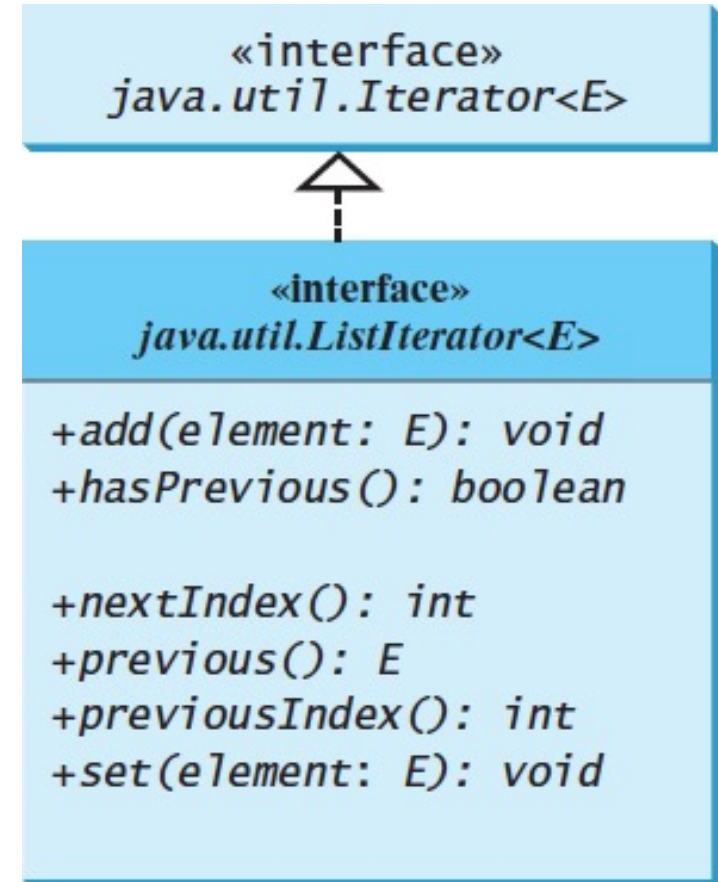 «interface»
java.util.Iterator<E>
«interface»
java.util.ListIterator<E>
+add(element: E): void
+hasPrevious(): boolean
+nextIndex(): int
+previous(): E
+previousIndex(): int
+set(element: E): void